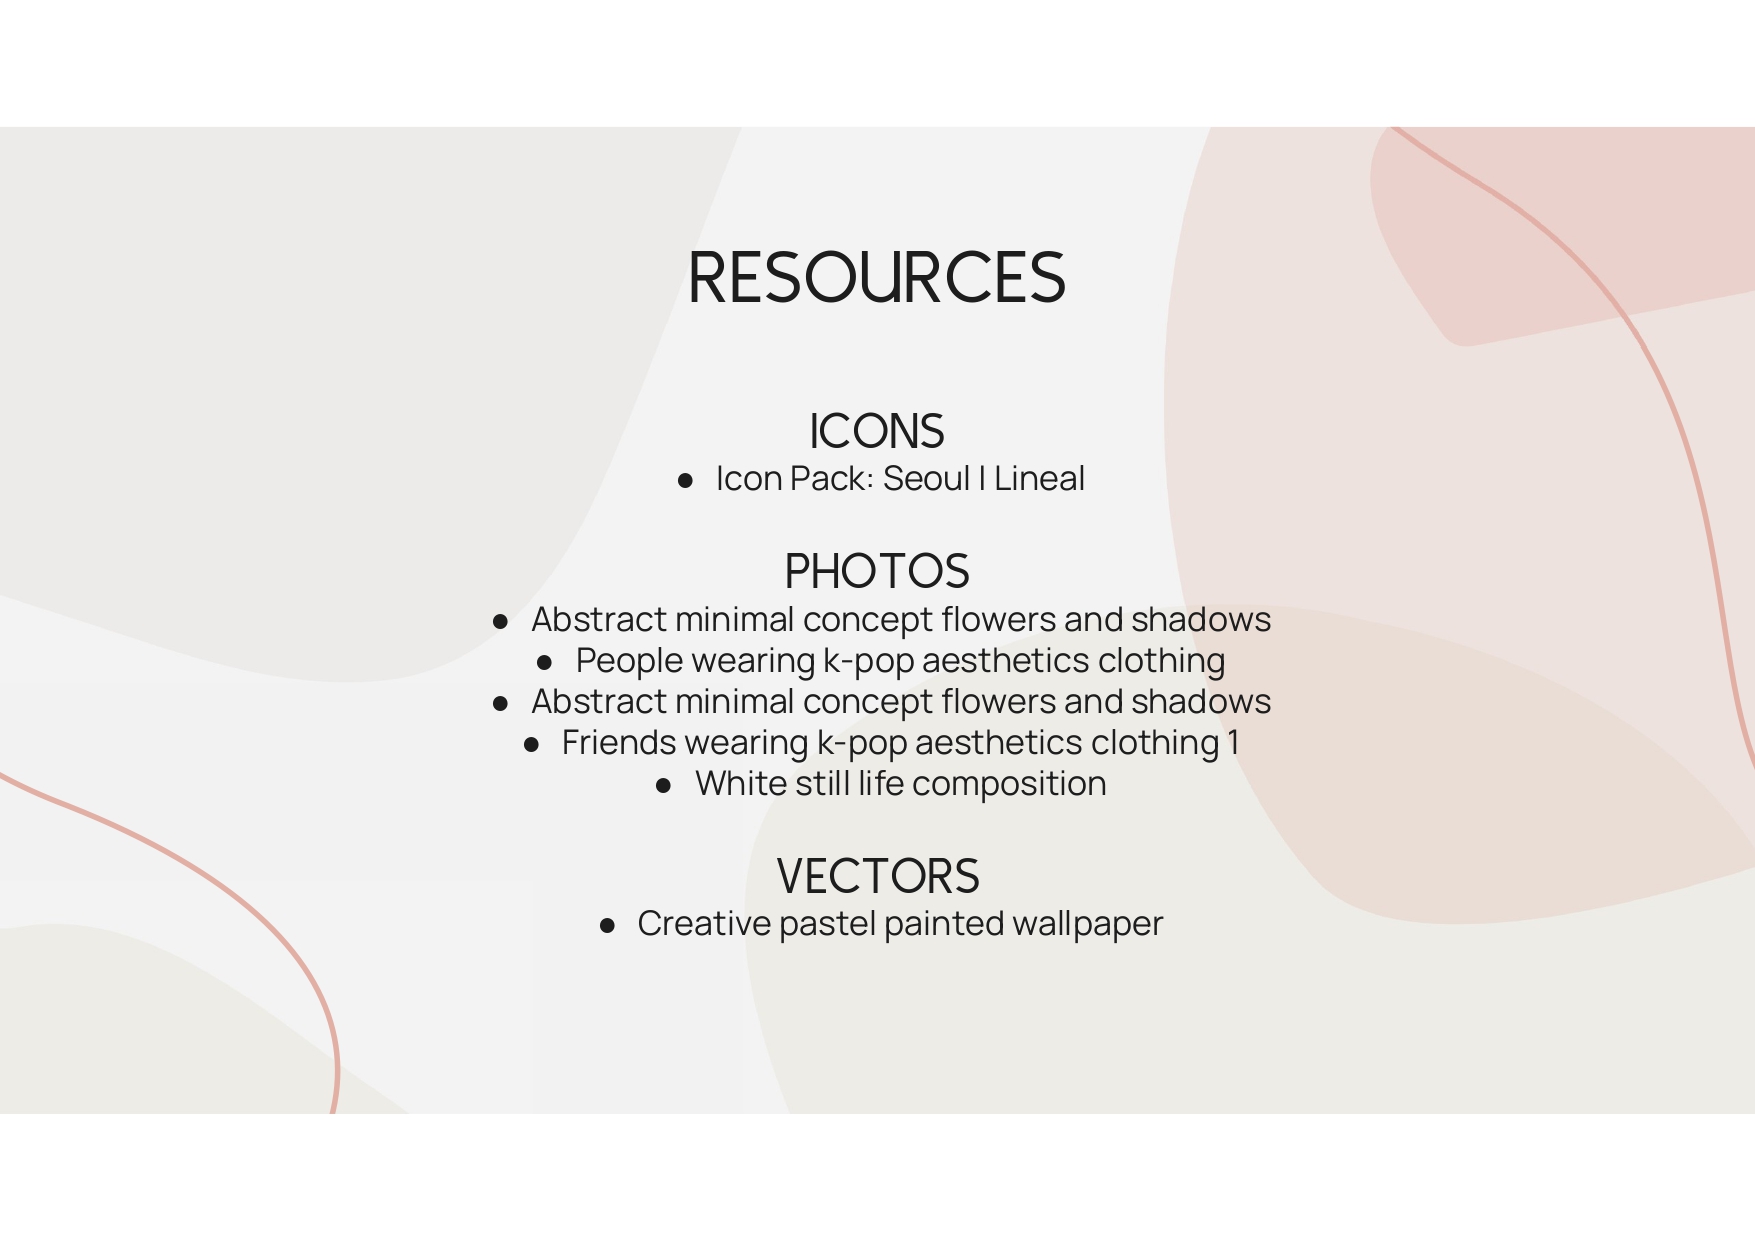 RESOURCES
ICONS
● Icon Pack: Seoul | Lineal
PHOTOS
● Abstract minimal concept flowers and shadows
● People wearing k-pop aesthetics clothing
● Abstract minimal concept flowers and shadows
● Friends wearing k-pop aesthetics clothing 1
● White still life composition
VECTORS
● Creative pastel painted wallpaper